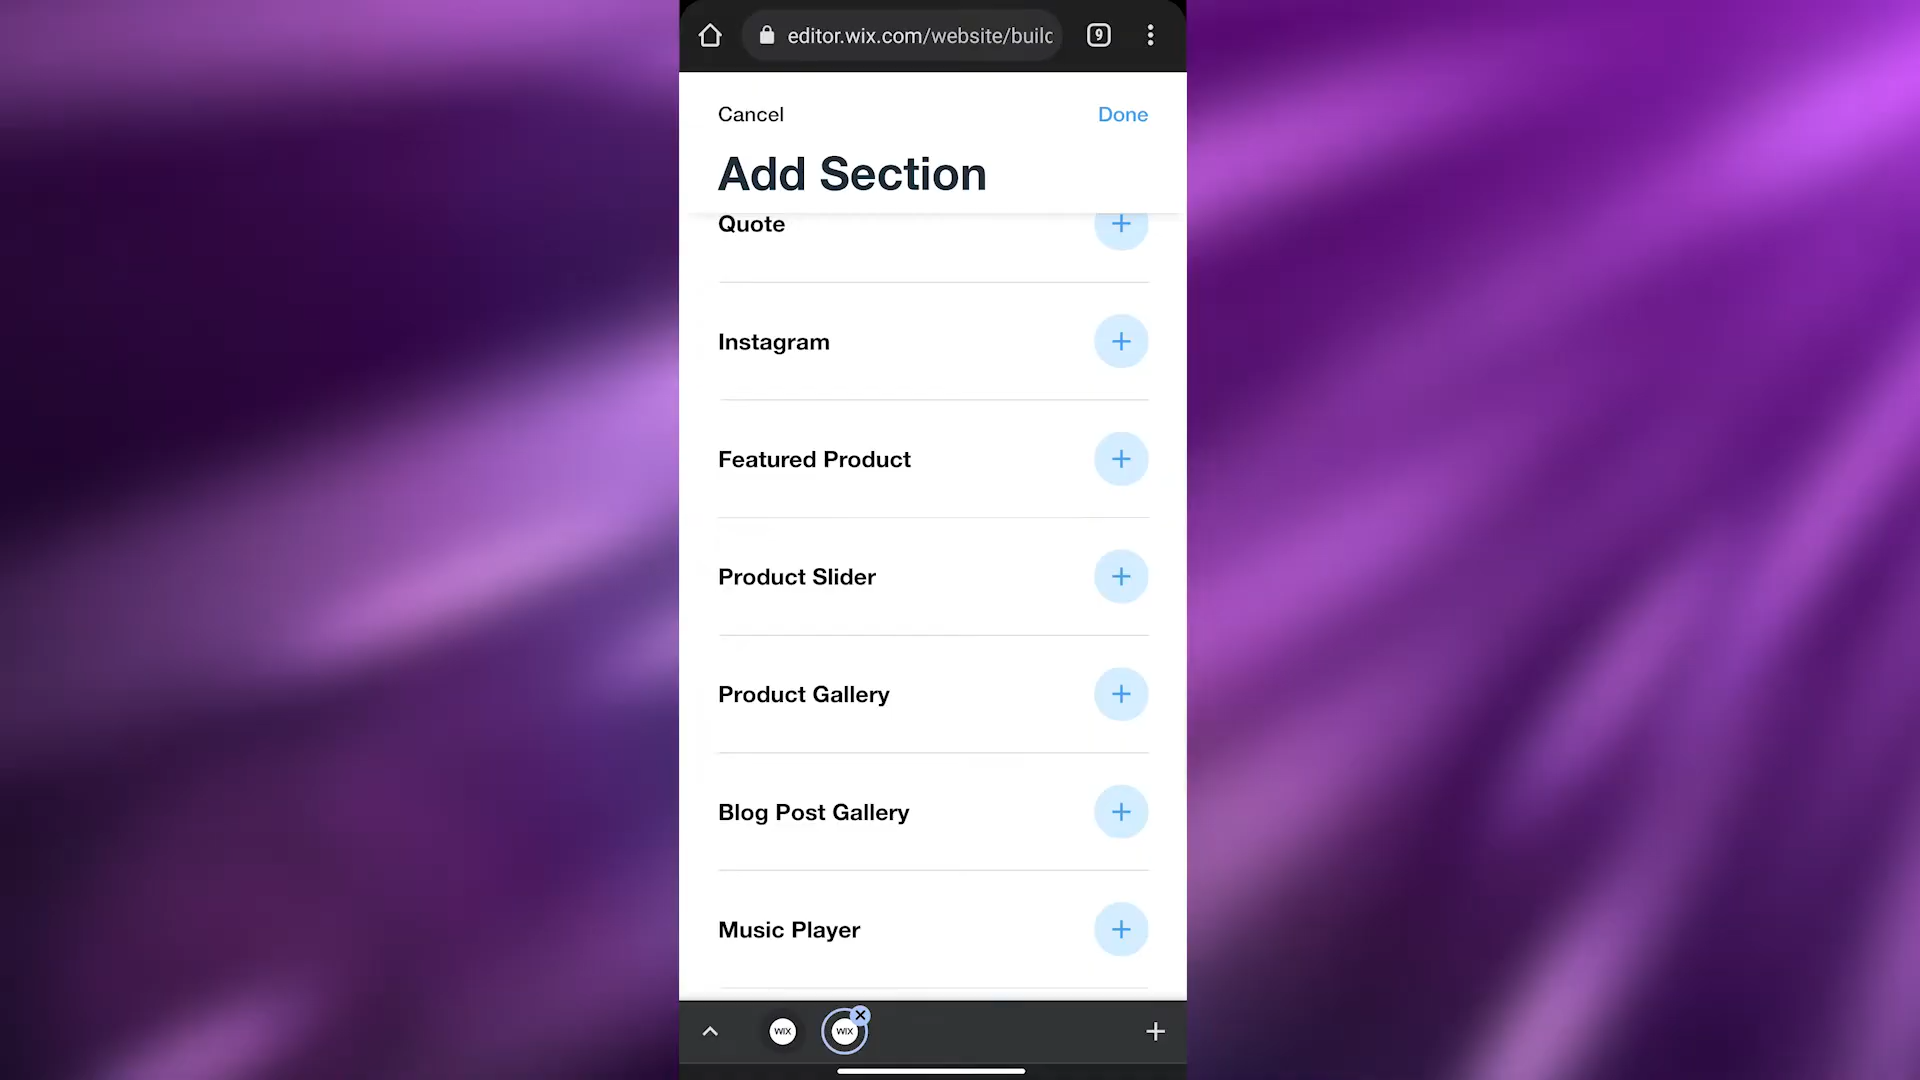 editor.wix.com/website/builc
9
Cancel
Done
Add Section
Quote
Instagram
Featured Product
Product Slider
Product Gallery
Blog Post Gallery
Music Player
WIX
WIX